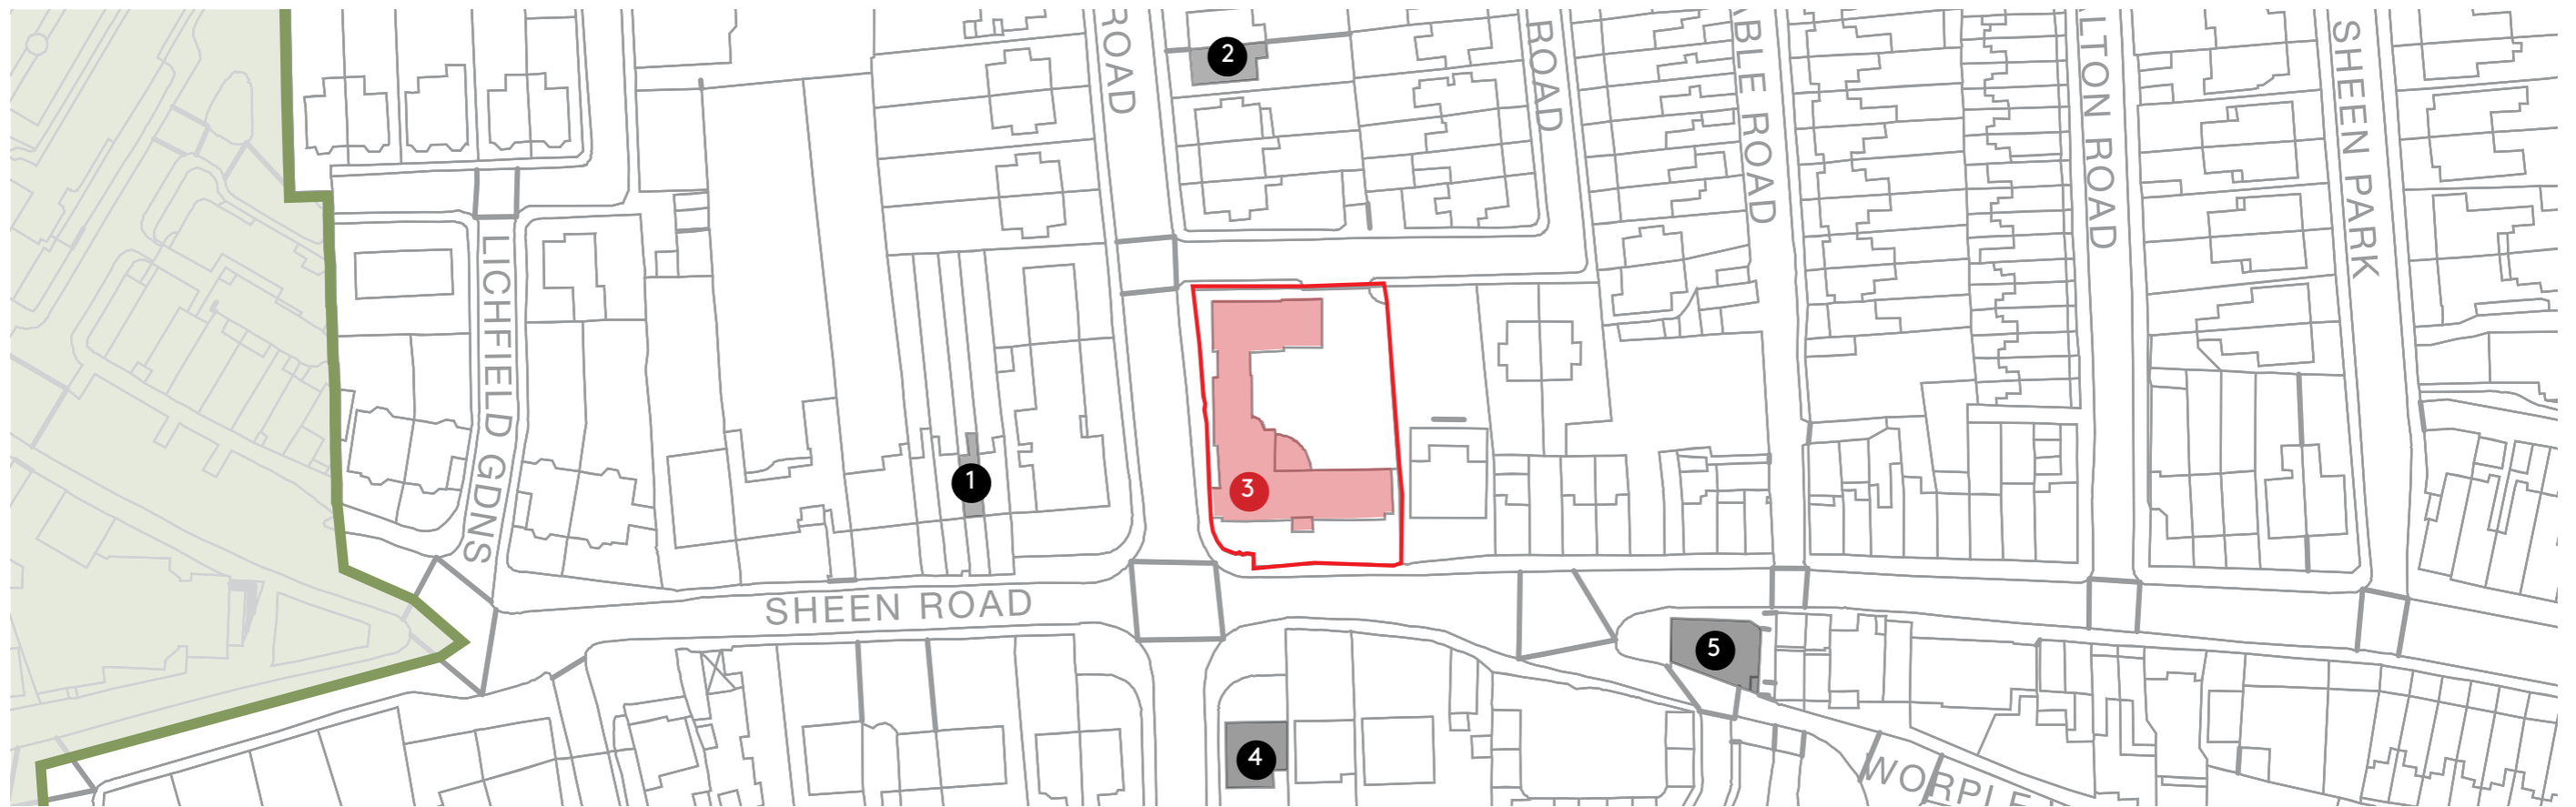 ROAD
2
ROAD
BLE ROAD
LTON ROAD
SHEEN PARK
LICHFIELD GDNS
1
3
SHEEN ROAD
5
4
WORPLE